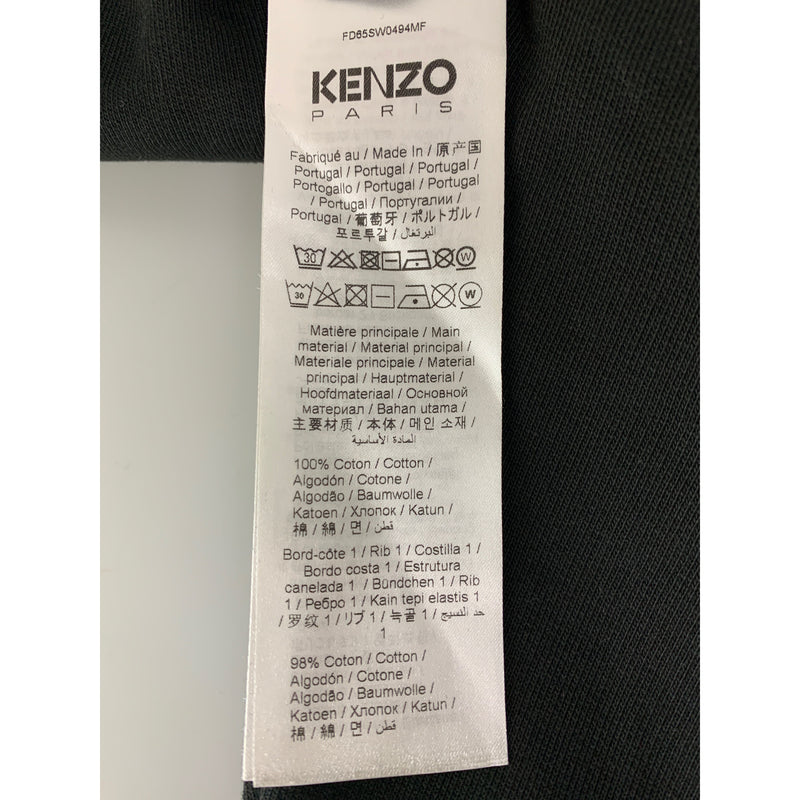 FD65SW0494MF
KENZO
PARIS
Fabriqué au / Made In / 原产国
Portugal / Portugal / Portugal /
Portogallo / Portugal / Portugal
/ Portugal / Португалии /
Portugal / 葡萄牙 / ポルトガル /
포르투갈 / البرتغال
30 W
30 W
Matière principale / Main
material / Material principal /
Materiale principale / Material
principal / Hauptmaterial /
Hoofdmateriaal / Основной
материал / Bahan utama /
主要材质 / 本体 / 메인 소재 /
المادة الأساسية
100% Coton / Cotton /
Algodón / Cotone /
Algodão / Baumwolle /
Katoen / Хлопок / Katun /
棉 / 綿 / 면 / قطن
Bord-côte 1 / Rib 1 / Costilla 1 /
Bordo costa 1 / Estrutura
canelada 1 / Bündchen 1 / Rib
1 / Ребро 1 / Kain tepi elastis 1
/ 罗纹 1 / リブ 1 / 늑골 1 / حد النسيج
1
98% Coton / Cotton /
Algodón / Cotone /
Algodão / Baumwolle /
Katoen / Хлопок / Katun /
棉 / 綿 / 면 / قطن